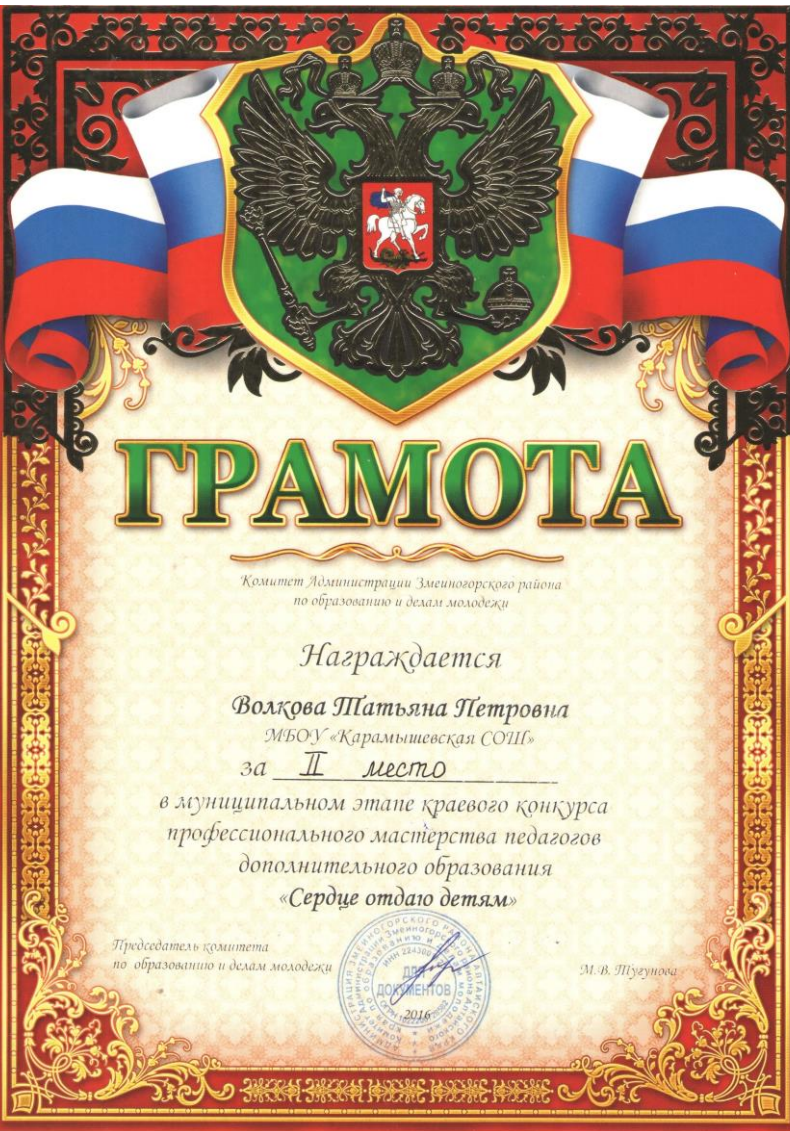 ГРАМОТА
Комитет Администрации Змеиногорского района
по образованию и делам молодежи
Награждается
Волкова Татьяна Петровна
МБОУ «Карамышевская СОШ»
за II место
в муниципальном этапе краевого конкурса
профессионального мастерства педагогов
дополнительного образования
«Сердце отдаю детям»
Председатель комитета
по образованию и делам молодежи
ДЛЯ
ДОКУМЕНТОВ
2016
М.В. Тугунова